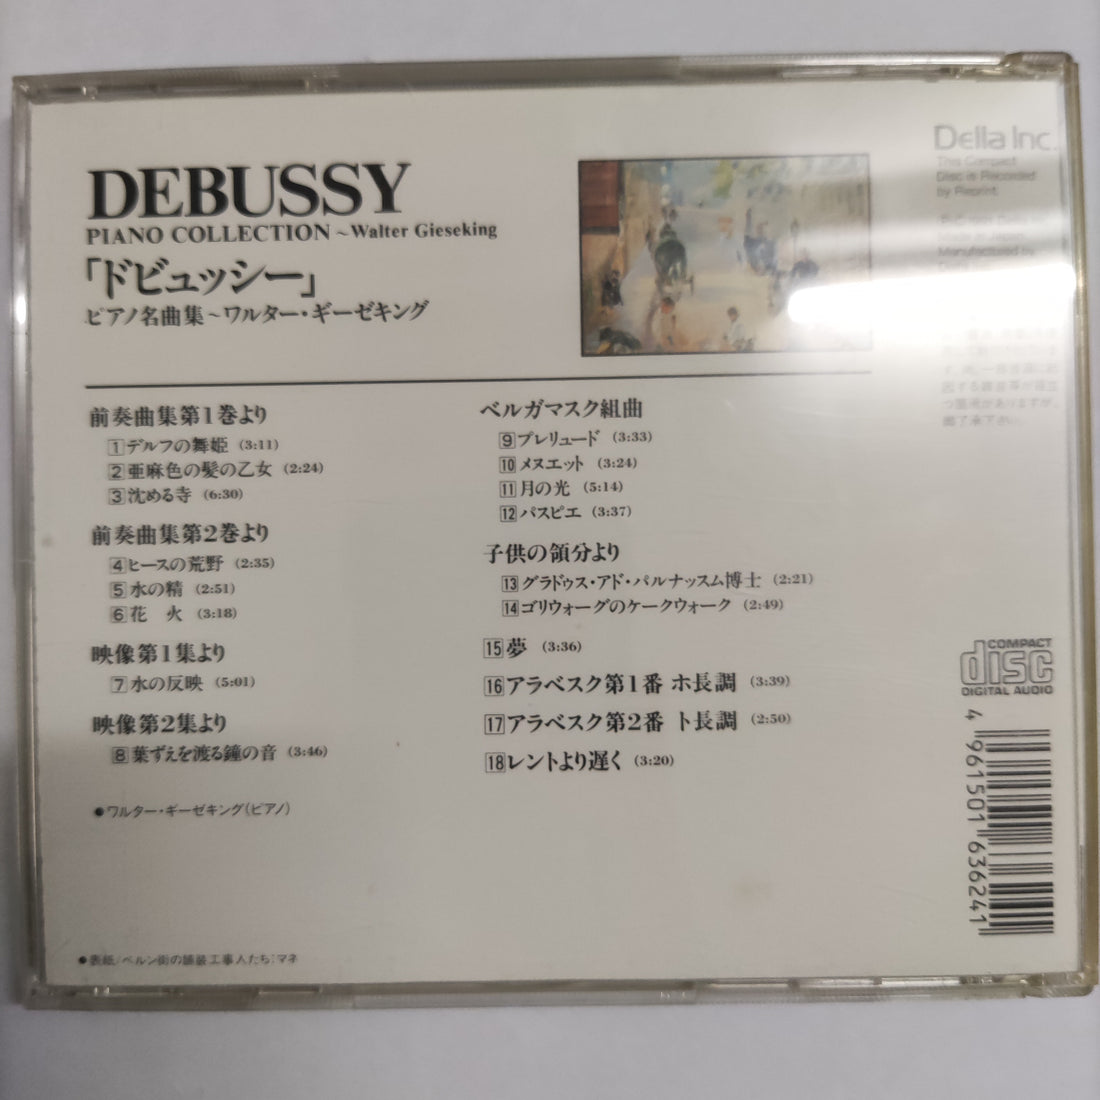 DEBUSSY
PIANO COLLECTION ~Walter Gieseking
「ドビュッシー」
ピアノ名曲集~ワルター・ギーゼキング
前奏曲集第1巻より
1 デルフの舞姫 (3:11)
2 亜麻色の髪の乙女 (2:24)
3 沈める寺 (6:30)
前奏曲集第2巻より
4 ヒースの荒野 (2:35)
5 水の精 (2:51)
6 花 火 (3:18)
映像第1集より
7 水の反映 (5:01)
映像第2集より
8 葉ずえを渡る鐘の音 (3:46)
●ワルター・ギーゼキング(ピアノ)
●表紙/ベルン街の舗装工事人たち:マネ
ベルガマスク組曲
9 プレリュード (3:33)
10 メヌエット (3:24)
11 月の光 (5:14)
12 パスピエ (3:37)
子供の領分より
13 グラドゥス・アド・パルナッスム博士 (2:21)
14 ゴリウォーグのケークウォーク (2:49)
15 夢 (3:36)
16 アラベスク第1番 ホ長調 (3:39)
17 アラベスク第2番 ト長調 (2:50)
18 レントより遅く (3:20)
Della Inc.
This Compact
Disc is Recorded
by Reprint.
Made in Japan
Manufactured by
つ箇所がありますが、
御了承下さい。
COMPACT
disc
DIGITAL AUDIO
4 961501 636241